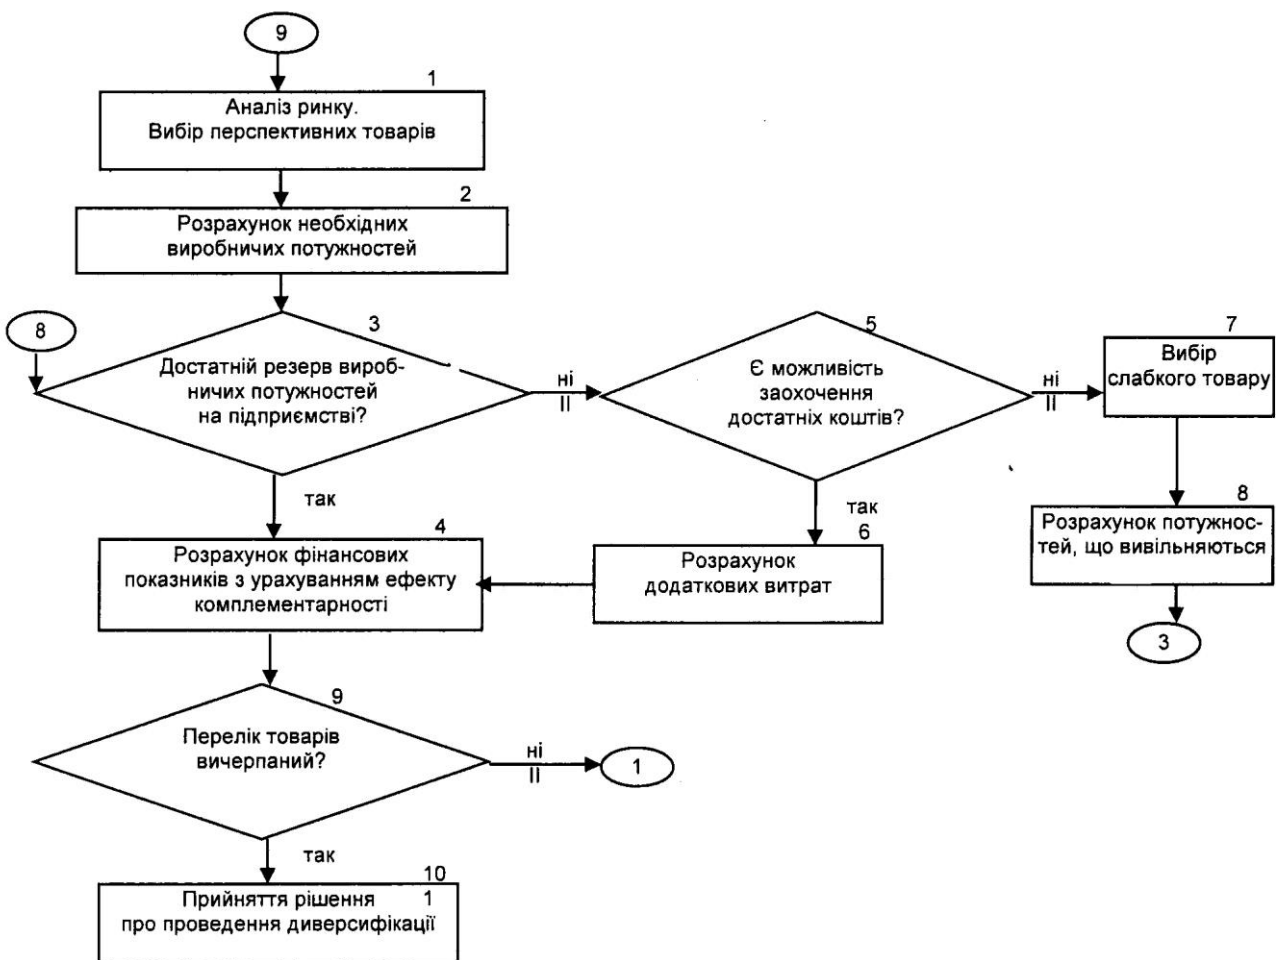 9
1
Аналіз ринку.
Вибір перспективних товарів
2
Розрахунок необхідних
виробничих потужностей
8
3
Достатній резерв вироб-
ничих потужностей
на підприємстві?
ні
II
5
Є можливість
заохочення
достатніх коштів?
ні
II
7
Вибір
слабкого товару
так
так
4
Розрахунок фінансових
показників з урахуванням ефекту
комплементарності
6
Розрахунок
додаткових витрат
8
Розрахунок потужнос-
тей, що вивільняються
3
9
Перелік товарів
вичерпаний?
ні
II
1
так
10
1
Прийняття рішення
про проведення диверсифікації